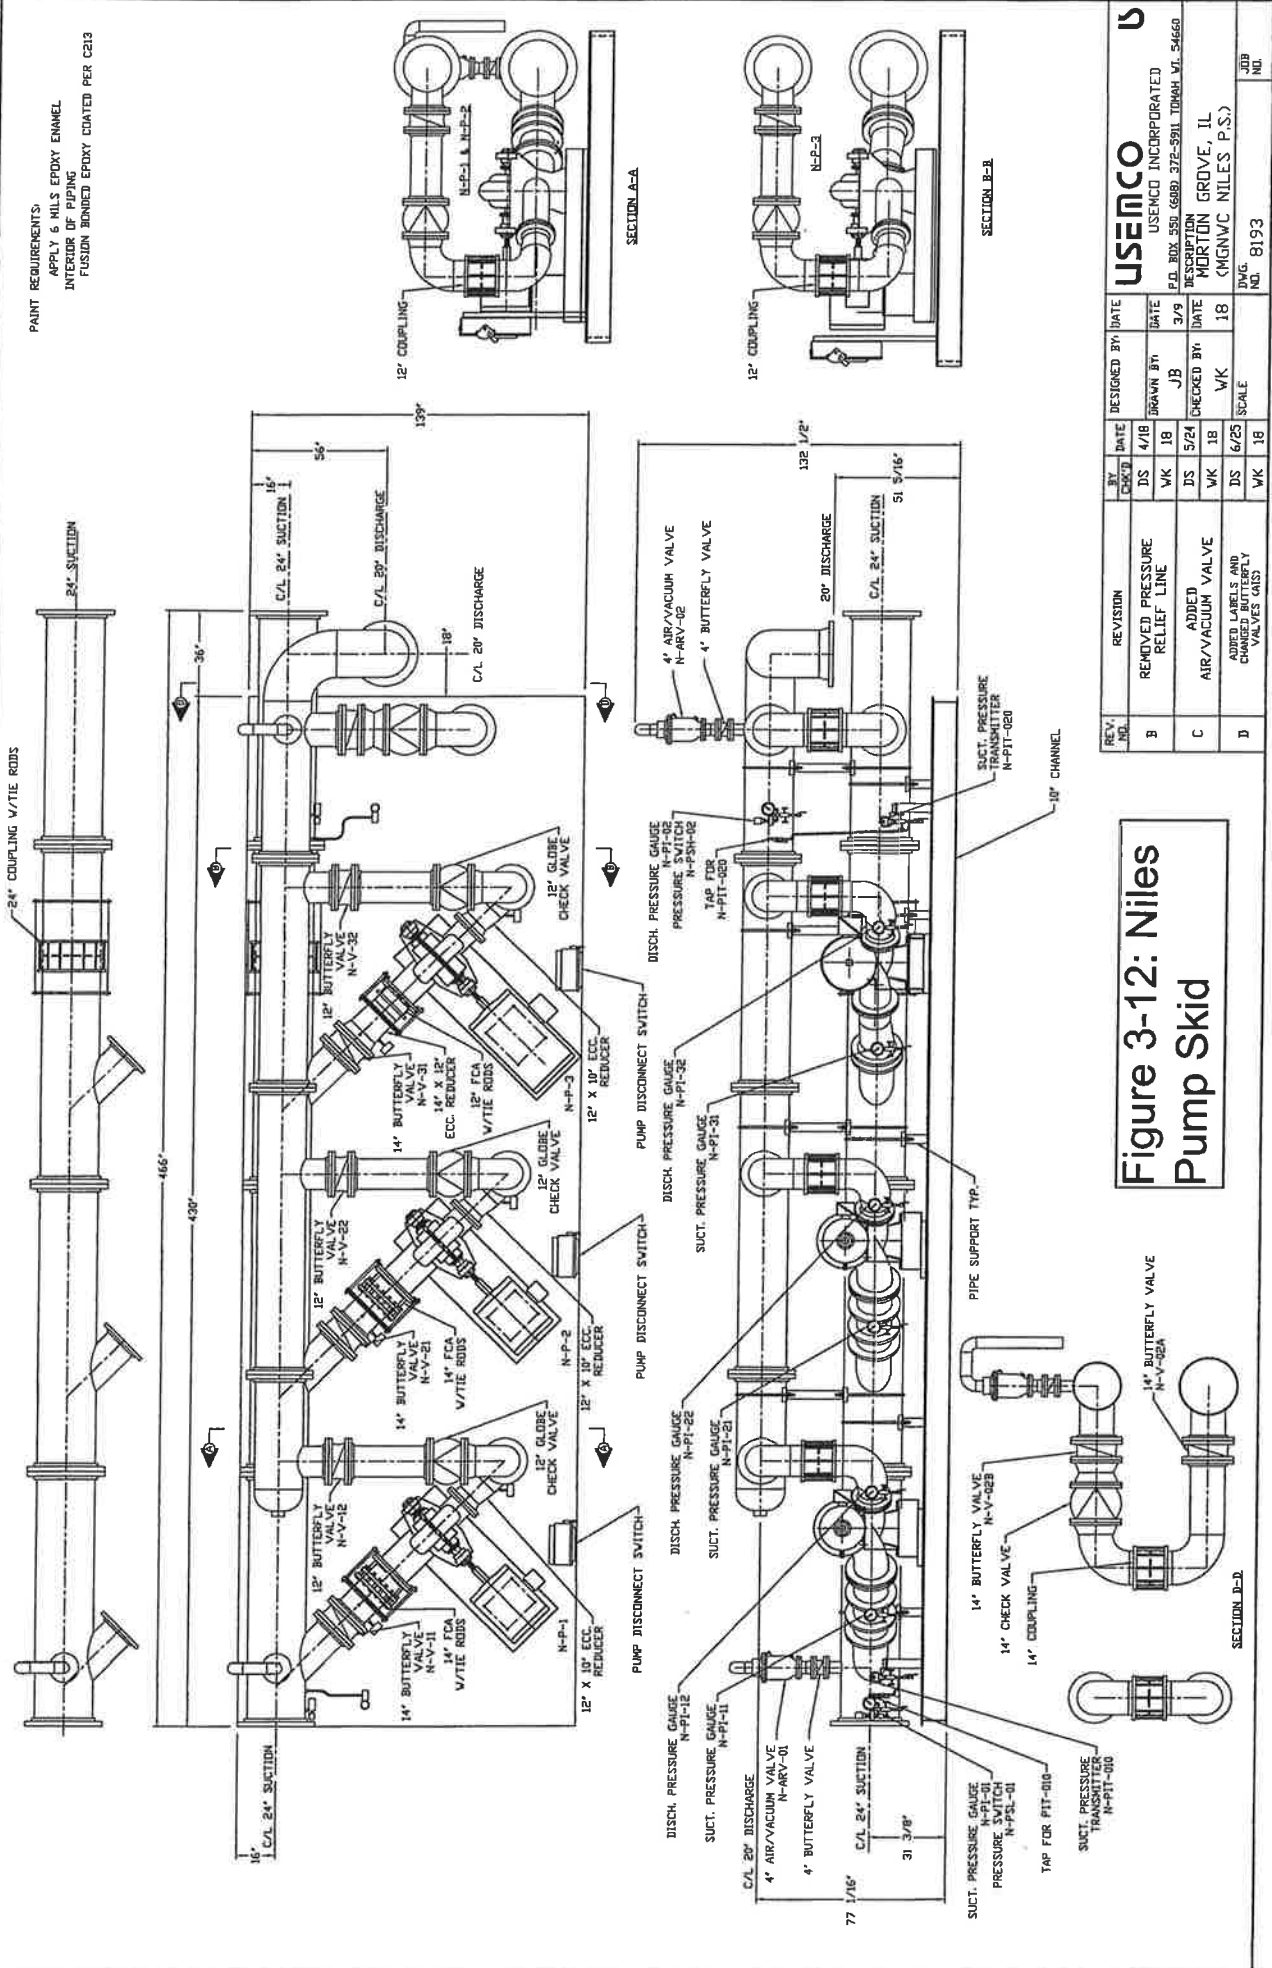 PAINT REQUIREMENTS:
APPLY 6 MILS EPOXY ENAMEL
INTERIOR OF PIPING
FUSION BONDED EPOXY COATED PER C213
24" COUPLING W/TIE RODS
24" SUCTION
466"
430"
36"
16"
C/L 24" SUCTION
56"
139"
C/L 20" DISCHARGE
18"
C/L 20" DISCHARGE
16"
C/L 24" SUCTION
A
B
D
A
B
D
14" BUTTERFLY
VALVE
N-V-11
14" FCA
W/TIE RODS
12" BUTTERFLY
VALVE
N-V-12
12" GLOBE
CHECK VALVE
N-P-1
12" X 10" ECC.
REDUCER
PUMP DISCONNECT SWITCH
14" BUTTERFLY
VALVE
N-V-21
14" FCA
W/TIE RODS
12" BUTTERFLY
VALVE
N-V-22
12" GLOBE
CHECK VALVE
N-P-2
12" X 10" ECC.
REDUCER
PUMP DISCONNECT SWITCH
14" BUTTERFLY
VALVE
N-V-31
14" X 12"
ECC. REDUCER
12" FCA
W/TIE RODS
12" BUTTERFLY
VALVE
N-V-32
12" GLOBE
CHECK VALVE
N-P-3
12" X 10" ECC.
REDUCER
PUMP DISCONNECT SWITCH
12" COUPLING
N-P-1 & N-P-2
SECTION A-A
12" COUPLING
N-P-3
SECTION B-B
DISCH. PRESSURE GAUGE
N-PI-12
SUCT. PRESSURE GAUGE
N-PI-11
C/L 20" DISCHARGE
4" AIR/VACUUM VALVE
N-ARV-01
4" BUTTERFLY VALVE
C/L 24" SUCTION
77 1/16"
31 3/8"
SUCT. PRESSURE GAUGE
N-PI-01
PRESSURE SWITCH
N-PSL-01
TAP FOR PIT-010
SUCT. PRESSURE
TRANSMITTER
N-PIT-010
DISCH. PRESSURE GAUGE
N-PI-22
SUCT. PRESSURE GAUGE
N-PI-21
DISCH. PRESSURE GAUGE
N-PI-32
SUCT. PRESSURE GAUGE
N-PI-31
PIPE SUPPORT TYP.
DISCH. PRESSURE GAUGE
N-PI-02
PRESSURE SWITCH
N-PSH-02
TAP FOR
N-PIT-020
4" AIR/VACUUM VALVE
N-ARV-02
4" BUTTERFLY VALVE
132 1/2"
20" DISCHARGE
51 5/16"
C/L 24" SUCTION
SUCT. PRESSURE
TRANSMITTER
N-PIT-020
10" CHANNEL
14" BUTTERFLY VALVE
N-V-02B
14" CHECK VALVE
14" COUPLING
14" BUTTERFLY VALVE
N-V-02A
SECTION D-D
Figure 3-12: Niles
Pump Skid
REV. NO. REVISION BY CHK'D DATE
B REMOVED PRESSURE RELIEF LINE DS WK 4/18 18
C ADDED AIR/VACUUM VALVE DS WK 5/24 18
D ADDED LABELS AND CHANGED BUTTERFLY VALVES (AIS) DS WK 6/25 18
DESIGNED BY: DATE
DRAWN BY: JB DATE 3/9
CHECKED BY: WK DATE 18
SCALE
USEMCO
USEMCO INCORPORATED
P.O. BOX 550 (608) 372-5911 TOMAH WI. 54660
DESCRIPTION
MORTON GROVE, IL
(MGNWC NILES P.S.)
DWG. NO. 8193
JOB NO.